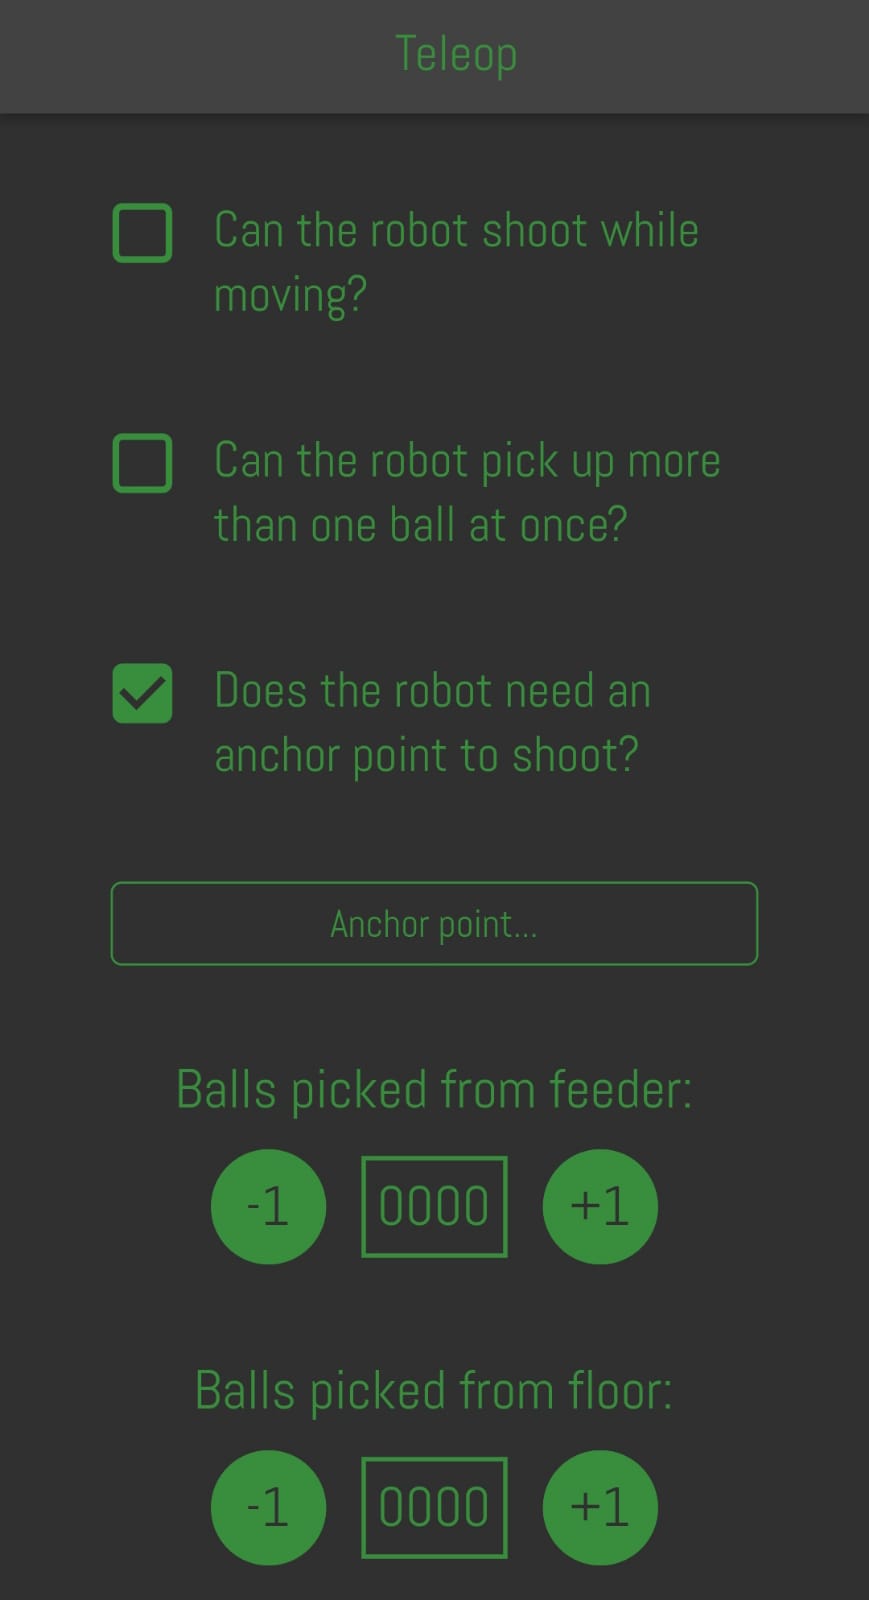 Teleop
Can the robot shoot while
moving?
Can the robot pick up more
than one ball at once?
Does the robot need an
anchor point to shoot?
Anchor point...
Balls picked from feeder:
-1 0000 +1
Balls picked from floor:
-1 0000 +1